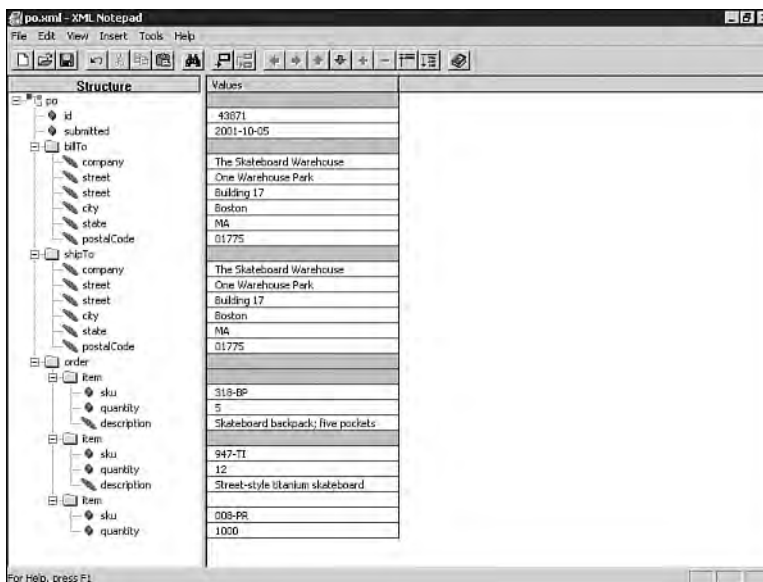 po.xml - XML Notepad
File Edit View Insert Tools Help
Structure Values
po
id 43871
submitted 2001-10-05
billTo
company The Skateboard Warehouse
street One Warehouse Park
street Building 17
city Boston
state MA
postalCode 01775
shipTo
company The Skateboard Warehouse
street One Warehouse Park
street Building 17
city Boston
state MA
postalCode 01775
order
item
sku 318-BP
quantity 5
description Skateboard backpack; five pockets
item
sku 947-TI
quantity 12
description Street-style titanium skateboard
item
sku 008-PR
quantity 1000
For Help, press F1